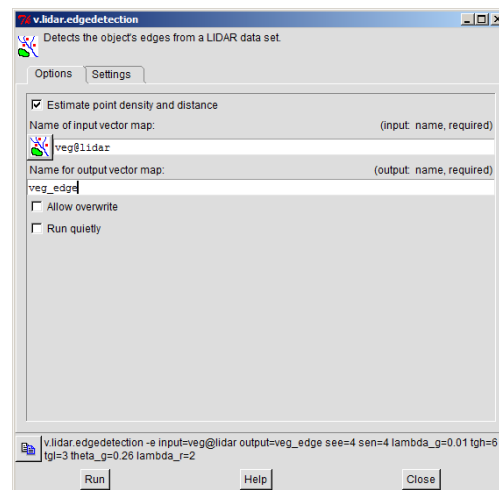 v.lidar.edgedetection
Detects the object's edges from a LIDAR data set.
Options Settings
Estimate point density and distance
Name of input vector map: (input: name, required)
veg@lidar
Name for output vector map: (output: name, required)
veg_edge
Allow overwrite
Run quietly
v.lidar.edgedetection -e input=veg@lidar output=veg_edge see=4 sen=4 lambda_g=0.01 tgh=6
tgl=3 theta_g=0.26 lambda_r=2
Run Help Close